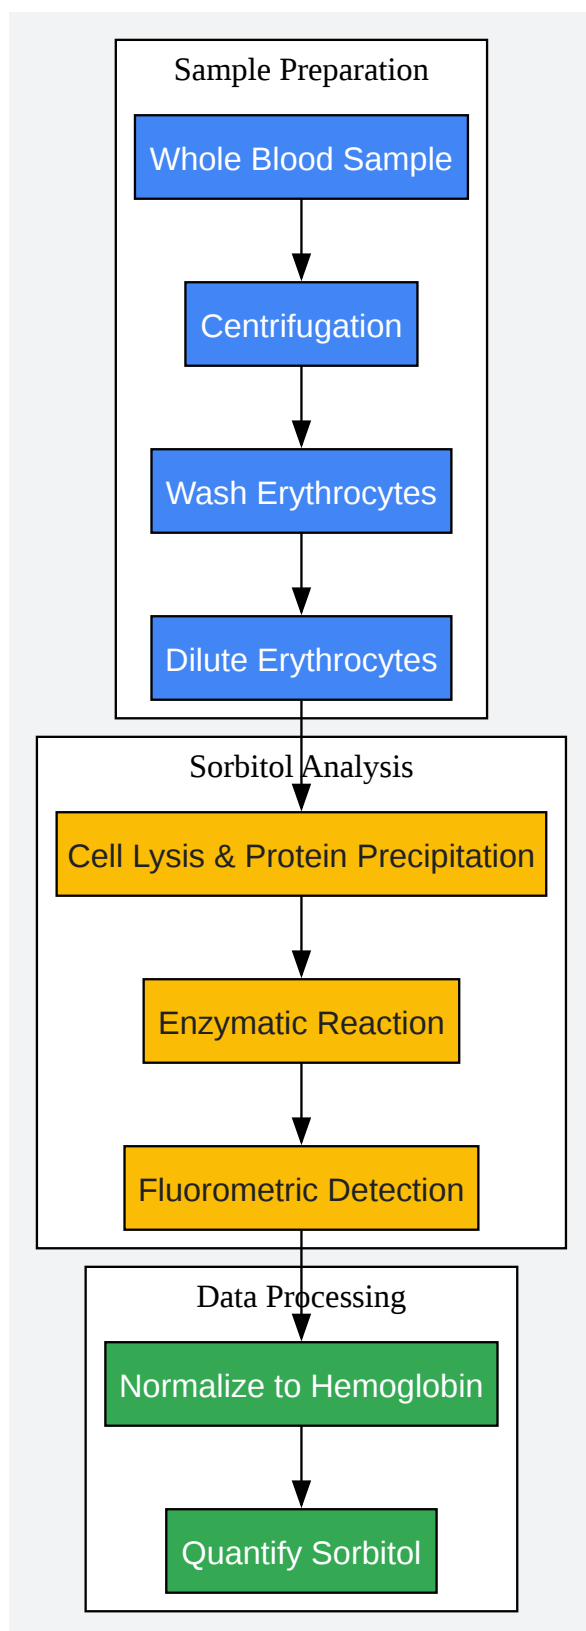 Sample Preparation
Whole Blood Sample
Centrifugation
Wash Erythrocytes
Dilute Erythrocytes
Sorbitol Analysis
Cell Lysis & Protein Precipitation
Enzymatic Reaction
Fluorometric Detection
Data Processing
Normalize to Hemoglobin
Quantify Sorbitol